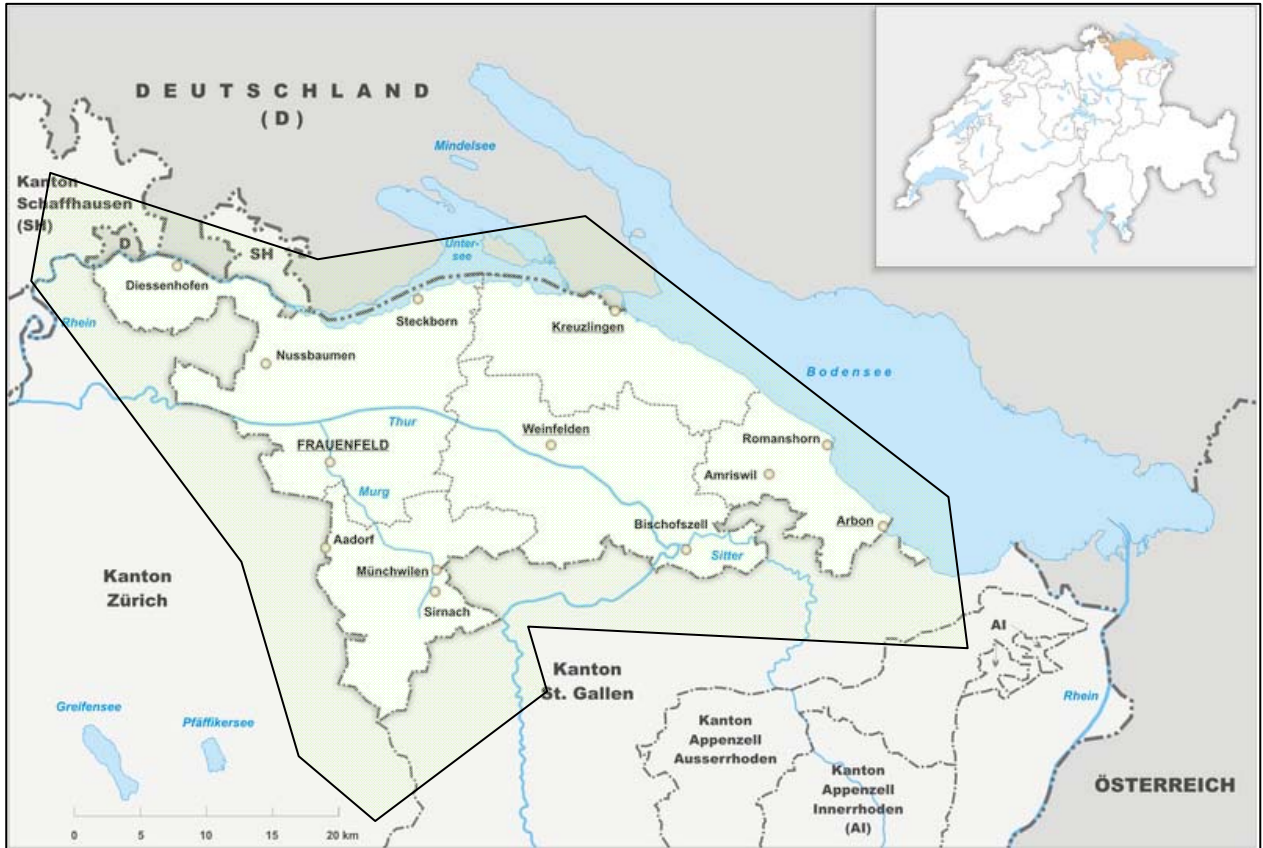 DEUTSCHLAND
(D)
Mindelsee
Kanton
Schaffhausen
(SH)
D
SH
Unter-
see
Diessenhofen
Steckborn
Kreuzlingen
Rhein
Nussbaumen
Bodensee
Thur
Weinfelden
FRAUENFELD
Romanshorn
Amriswil
Murg
Bischofszell
Arbon
Aadorf
Sitter
Münchwilen
Kanton
Zürich
Sirnach
AI
Kanton
St. Gallen
Rhein
Greifensee
Pfäffikersee
Kanton
Appenzell
Ausserrhoden
Kanton
Appenzell
Innerrhoden
(AI)
ÖSTERREICH
0 5 10 15 20 km